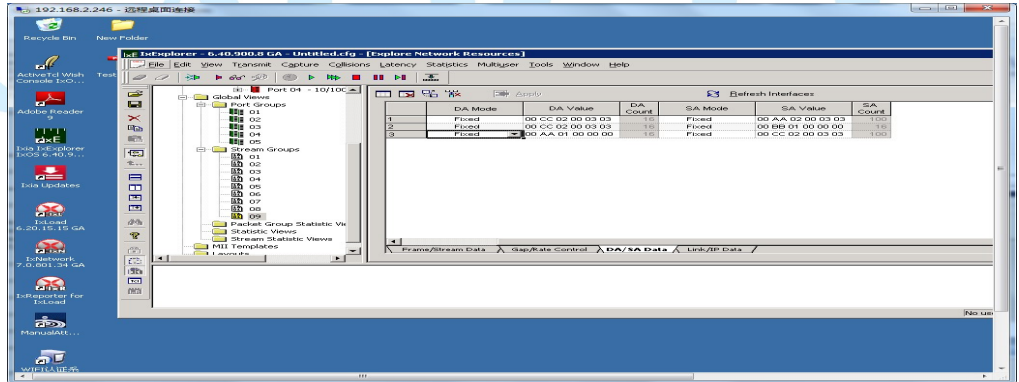 192.168.2.246 - 远程桌面连接
Recycle Bin
New Folder
IxE IxExplorer - 6.40.900.8 GA - Untitled.cfg - [Explore Network Resources]
File Edit View Transmit Capture Collisions Latency Statistics Multiuser Tools Window Help
ActiveTcl Wish
Console IxO...
Test
Port 04 - 10/100
Apply
Refresh Interfaces
Global Views
Port Groups
01
02
03
04
05
Stream Groups
01
02
03
04
05
06
07
08
09
Packet Group Statistic Vie
Statistic Views
Stream Statistic Views
MII Templates
Layouts
DA Mode DA Value DA Count SA Mode SA Value SA Count
1 Fixed 00 CC 02 00 03 03 16 Fixed 00 AA 02 00 03 03 100
2 Fixed 00 CC 02 00 03 03 16 Fixed 00 BB 01 00 00 00 16
3 Fixed 00 AA 01 00 00 00 16 Fixed 00 CC 02 00 03 03 100
Frame/Stream Data Gap/Rate Control DA/SA Data Link/IP Data
Adobe Reader
9
IxE
Ixia IxExplorer
IxOS 6.40.9...
Ixia Updates
IxLoad
6.20.15.15 GA
IxNetwork
7.0.801.34 GA
IxReporter for
IxLoad
ManualAtt...
WIFI认证系
No use